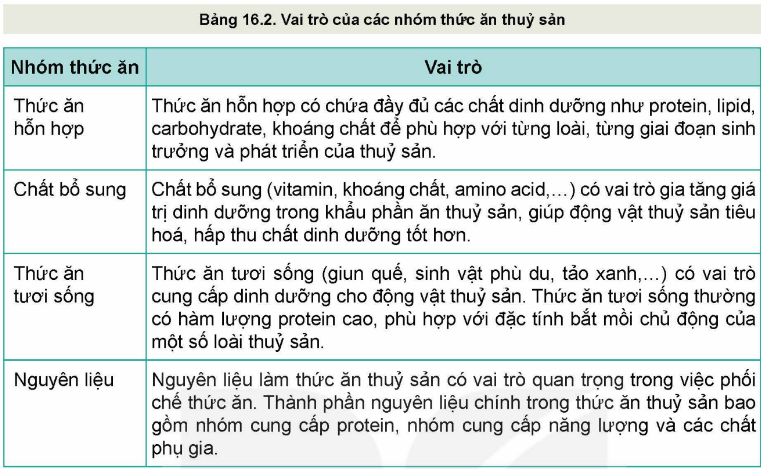 Bảng 16.2. Vai trò của các nhóm thức ăn thuỷ sản
Nhóm thức ăn
Vai trò
Thức ăn
hỗn hợp
Thức ăn hỗn hợp có chứa đầy đủ các chất dinh dưỡng như protein, lipid,
carbohydrate, khoáng chất để phù hợp với từng loài, từng giai đoạn sinh
trưởng và phát triển của thuỷ sản.
Chất bổ sung
Chất bổ sung (vitamin, khoáng chất, amino acid,...) có vai trò gia tăng giá
trị dinh dưỡng trong khẩu phần ăn thuỷ sản, giúp động vật thuỷ sản tiêu
hoá, hấp thu chất dinh dưỡng tốt hơn.
Thức ăn
tươi sống
Thức ăn tươi sống (giun quế, sinh vật phù du, tảo xanh,...) có vai trò
cung cấp dinh dưỡng cho động vật thuỷ sản. Thức ăn tươi sống thường
có hàm lượng protein cao, phù hợp với đặc tính bắt mồi chủ động của
một số loài thuỷ sản.
Nguyên liệu
Nguyên liệu làm thức ăn thuỷ sản có vai trò quan trọng trong việc phối
chế thức ăn. Thành phần nguyên liệu chính trong thức ăn thuỷ sản bao
gồm nhóm cung cấp protein, nhóm cung cấp năng lượng và các chất
phụ gia.